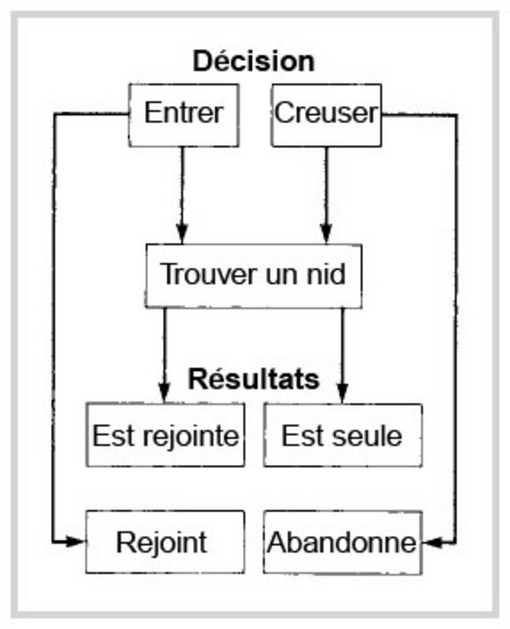 Décision
Entrer
Creuser
Trouver un nid
Résultats
Est rejointe
Est seule
Rejoint
Abandonne